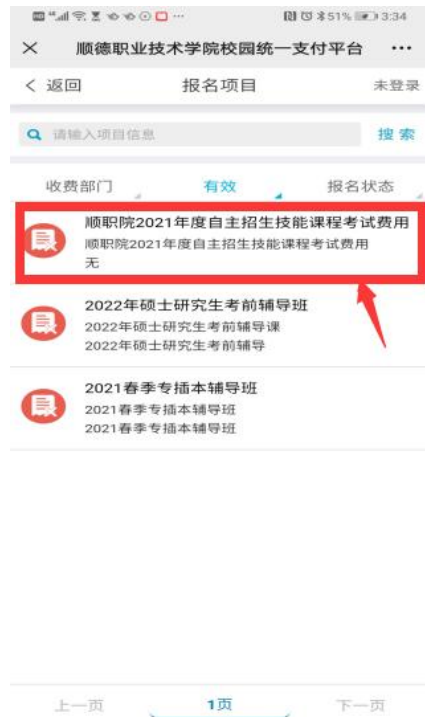 51% 3:34
顺德职业技术学院校园统一支付平台 ···
返回 报名项目 未登录
请输入项目信息 搜索
收费部门 有效 报名状态
顺职院2021年度自主招生技能课程考试费用
顺职院2021年度自主招生技能课程考试费用
无
2022年硕士研究生考前辅导班
2022年硕士研究生考前辅导课
2022年硕士研究生考前辅导
2021春季专插本辅导班
2021春季专插本辅导班
2021春季专插本辅导班
上一页 1页 下一页